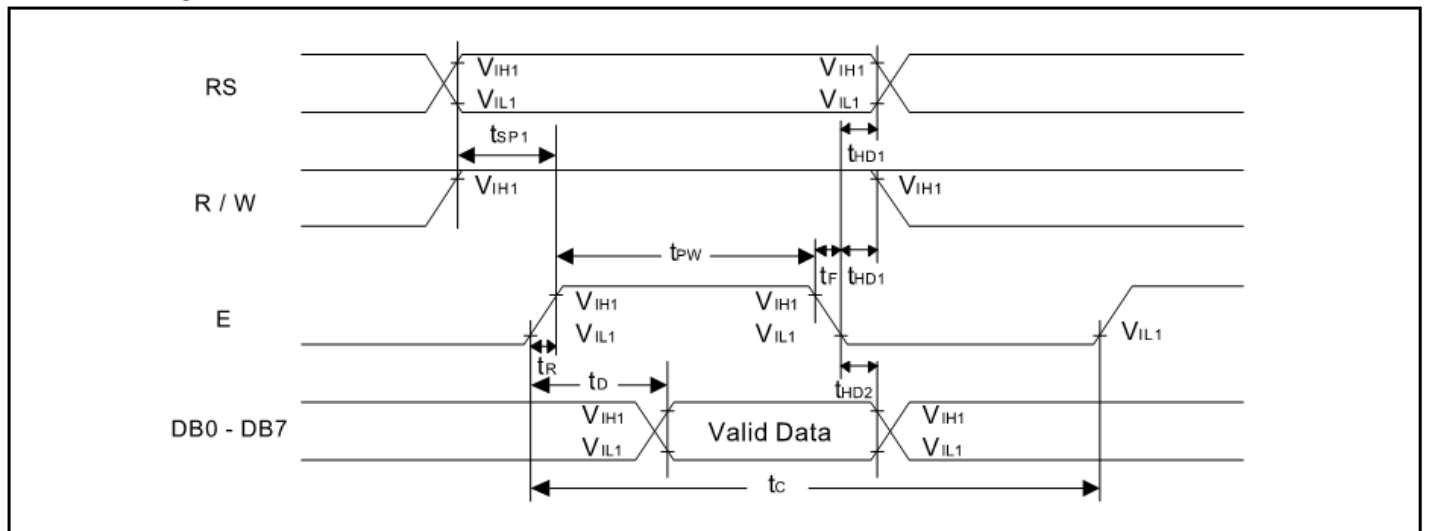 RS
VIH1 VIH1
VIL1 VIL1
tSP1
tHD1
R / W
VIH1 VIH1
tPW
tF tHD1
E
VIH1 VIH1
VIL1 VIL1 VIL1
tR
tD
tHD2
DB0 - DB7
VIH1 VIH1
Valid Data
VIL1 VIL1
tC